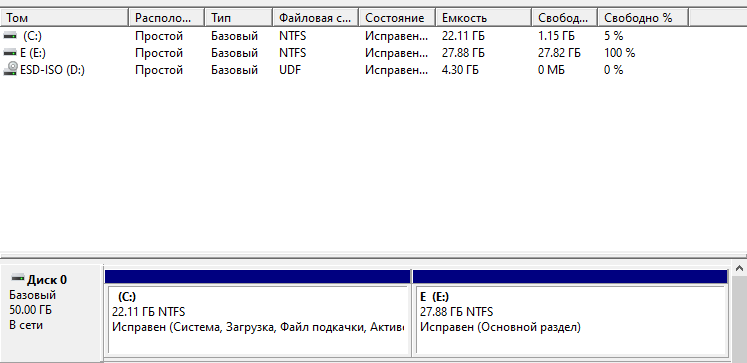 Том Располо... Тип Файловая с... Состояние Емкость Свобод... Свободно %
(C:) Простой Базовый NTFS Исправен... 22.11 ГБ 1.15 ГБ 5 %
E (E:) Простой Базовый NTFS Исправен... 27.88 ГБ 27.82 ГБ 100 %
ESD-ISO (D:) Простой Базовый UDF Исправен... 4.30 ГБ 0 МБ 0 %
Диск 0
Базовый
50.00 ГБ
В сети
(C:)
22.11 ГБ NTFS
Исправен (Система, Загрузка, Файл подкачки, Активе
E (E:)
27.88 ГБ NTFS
Исправен (Основной раздел)